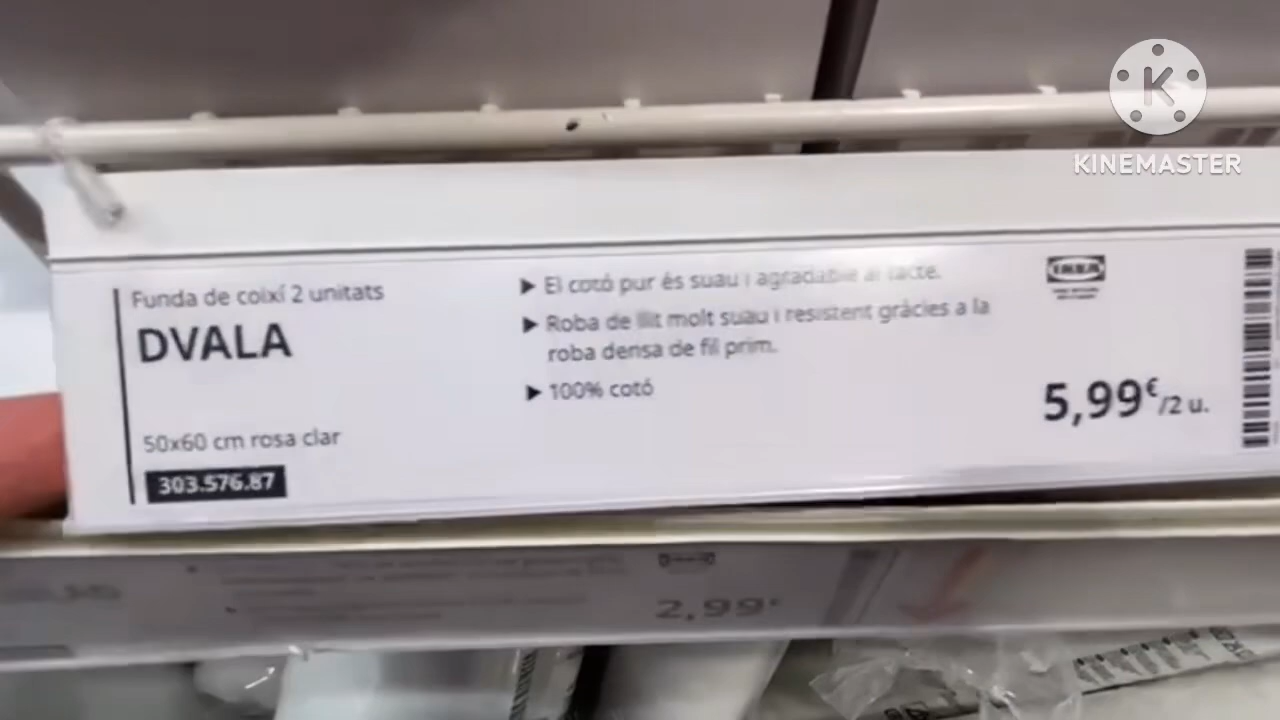 KINEMASTER
Funda de coixí 2 unitats
DVALA
50x60 cm rosa clar
303.576.87
▶ El cotó pur és suau i agradable al tacte.
▶ Roba de llit molt suau i resistent gràcies a la
roba densa de fil prim.
▶ 100% cotó
IKEA
5,99€/2 u.
2,99€